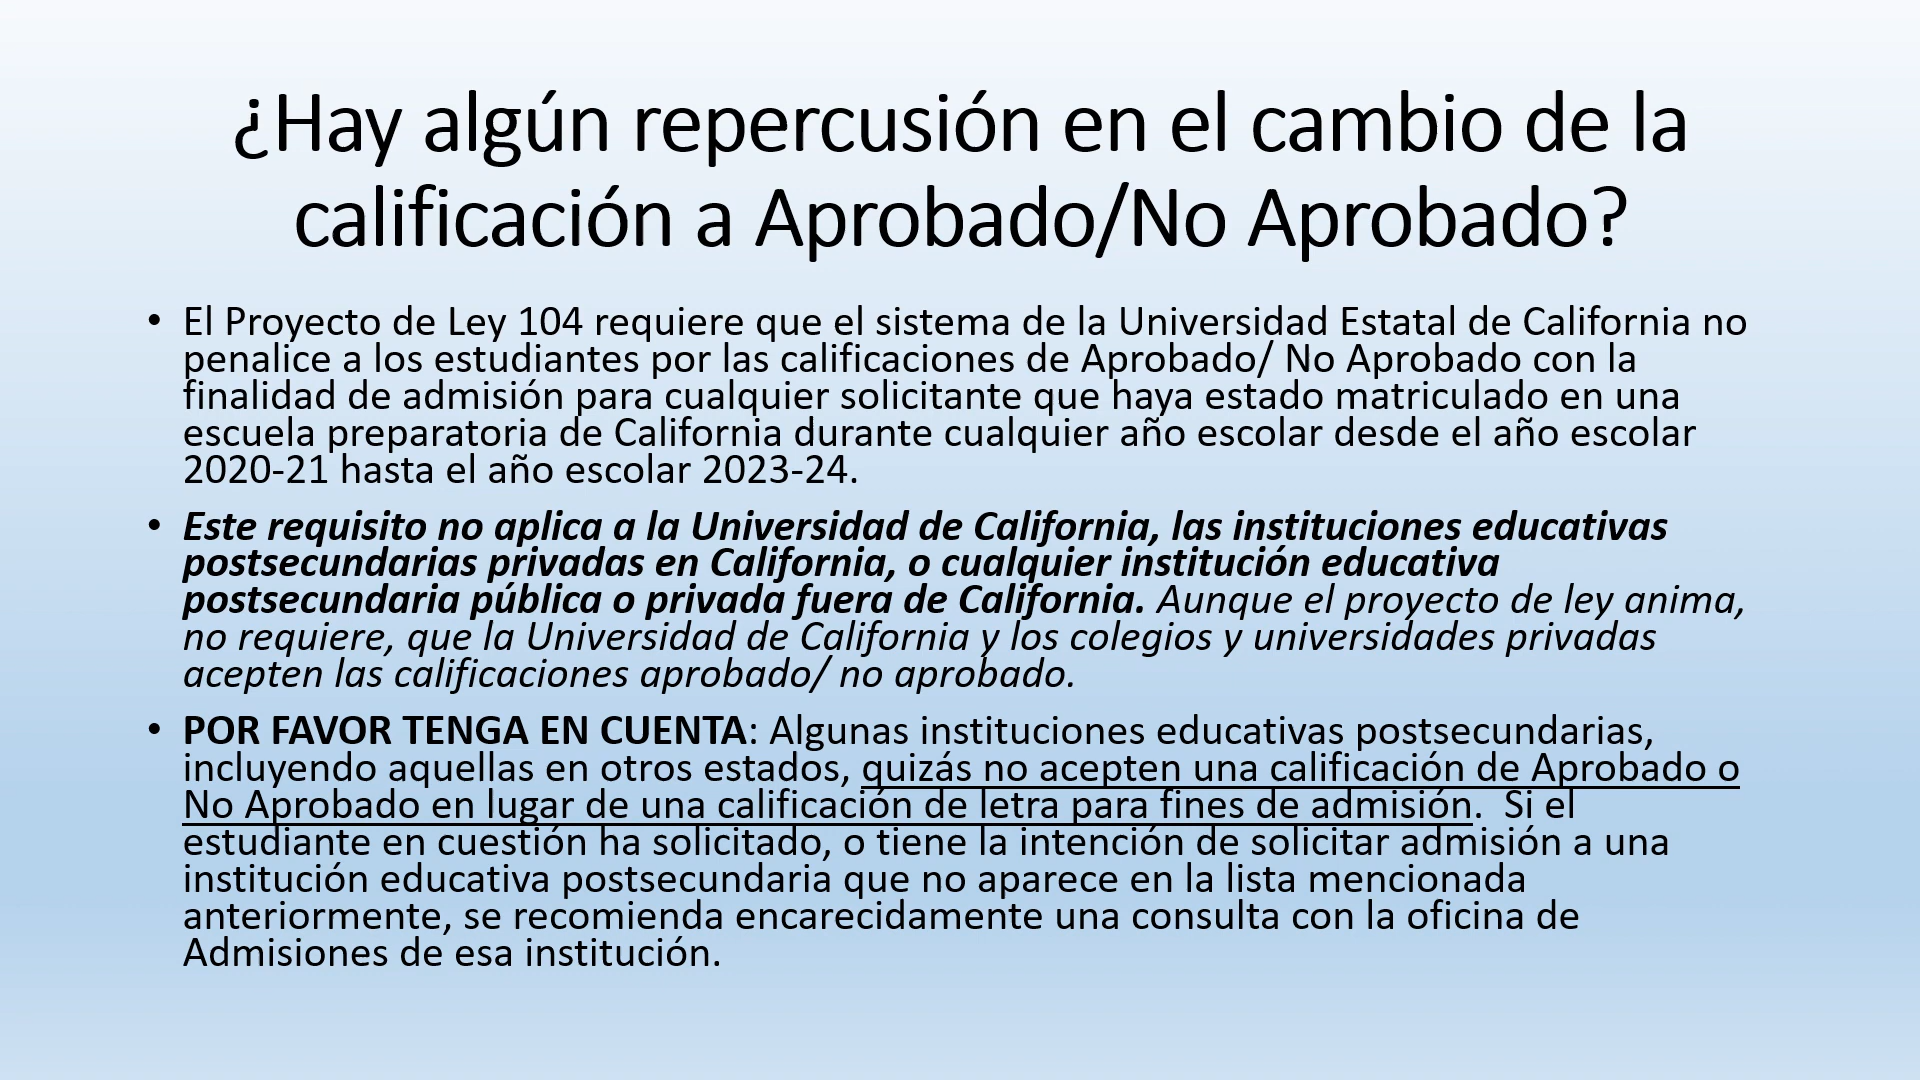 ¿Hay algún repercusión en el cambio de la
calificación a Aprobado/No Aprobado?
• El Proyecto de Ley 104 requiere que el sistema de la Universidad Estatal de California no
penalice a los estudiantes por las calificaciones de Aprobado/ No Aprobado con la
finalidad de admisión para cualquier solicitante que haya estado matriculado en una
escuela preparatoria de California durante cualquier año escolar desde el año escolar
2020-21 hasta el año escolar 2023-24.
• Este requisito no aplica a la Universidad de California, las instituciones educativas
postsecundarias privadas en California, o cualquier institución educativa
postsecundaria pública o privada fuera de California. Aunque el proyecto de ley anima,
no requiere, que la Universidad de California y los colegios y universidades privadas
acepten las calificaciones aprobado/ no aprobado.
• POR FAVOR TENGA EN CUENTA: Algunas instituciones educativas postsecundarias,
incluyendo aquellas en otros estados, quizás no acepten una calificación de Aprobado o
No Aprobado en lugar de una calificación de letra para fines de admisión.  Si el
estudiante en cuestión ha solicitado, o tiene la intención de solicitar admisión a una
institución educativa postsecundaria que no aparece en la lista mencionada
anteriormente, se recomienda encarecidamente una consulta con la oficina de
Admisiones de esa institución.